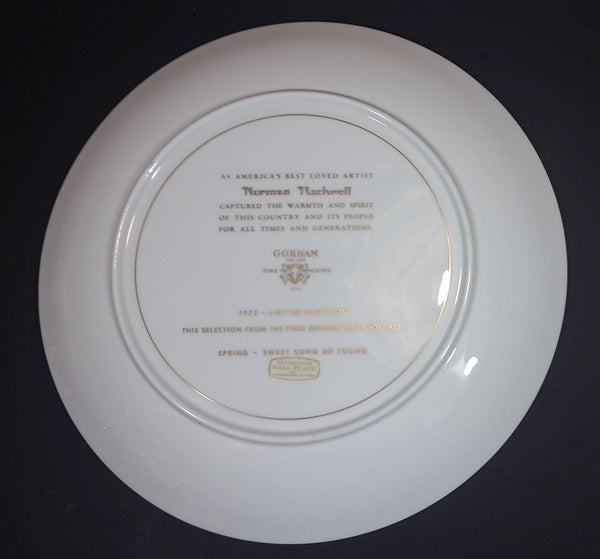 AS AMERICA'S BEST LOVED ARTIST
Norman Rockwell
CAPTURED THE WARMTH AND SPIRIT
OF THIS COUNTRY AND ITS PEOPLE
FOR ALL TIMES AND GENERATIONS.
GORHAM
FINE CHINA
U S A
1972 – LIMITED EDITION
THIS SELECTION FROM THE FOUR SEASONS SERIES FOR 1955
SPRING – SWEET SONG SO YOUNG
WALL PLATE